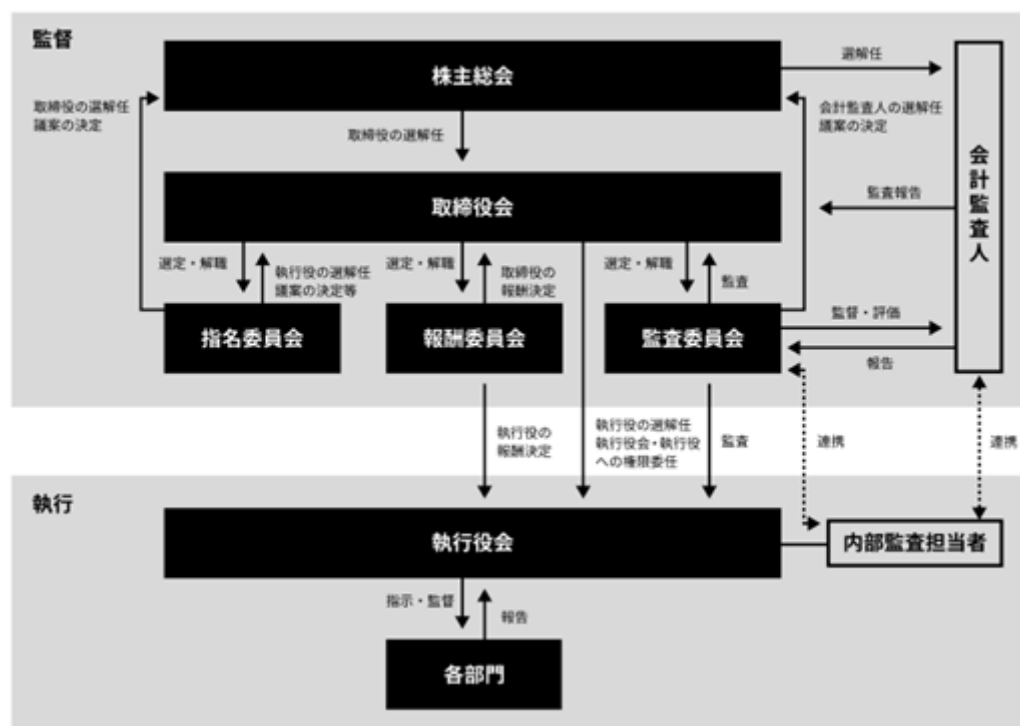 監督
株主総会
選解任
取締役の選解任
議案の決定
会計監査人の選解任
議案の決定
取締役の選解任
会計監査人
取締役会
監査報告
選定・解職
執行役の選解任
議案の決定等
選定・解職
取締役の
報酬決定
選定・解職
監査
指名委員会
報酬委員会
監査委員会
監督・評価
報告
執行役の
報酬決定
執行役の選解任
執行役会・執行役
への権限委任
監査
連携
連携
執行
執行役会
内部監査担当者
指示・監督
報告
各部門